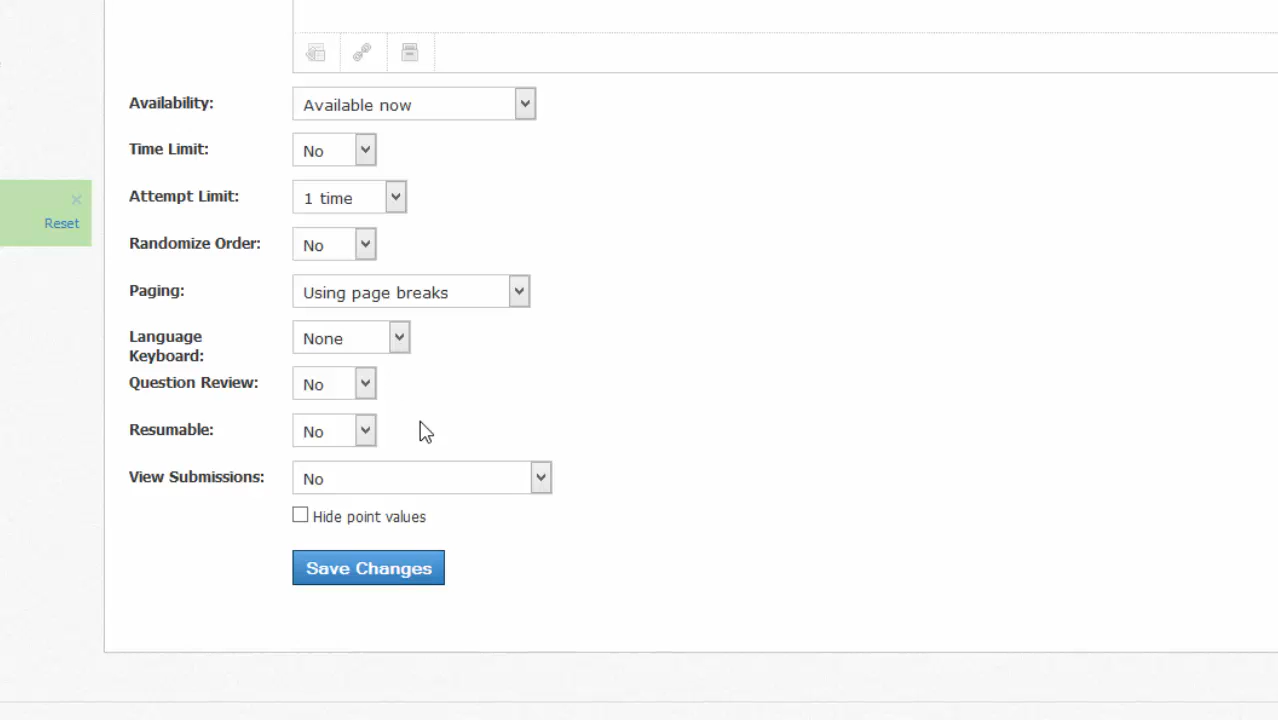 Availability: Available now
Time Limit: No
Reset
Attempt Limit: 1 time
Randomize Order: No
Paging: Using page breaks
Language
Keyboard: None
Question Review: No
Resumable: No
View Submissions: No
Hide point values
Save Changes